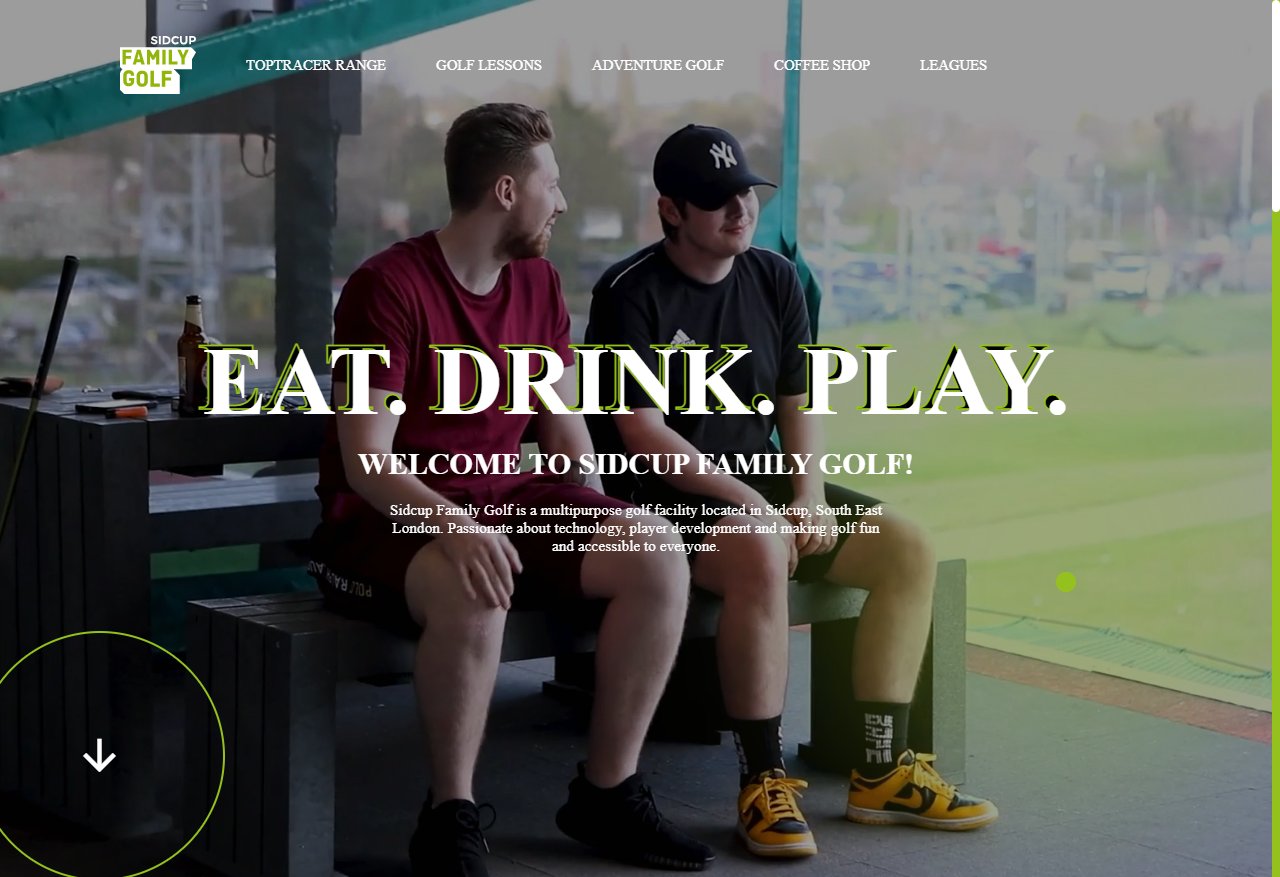 SIDCUP
FAMILY
GOLF
TOPTRACER RANGE
GOLF LESSONS
ADVENTURE GOLF
COFFEE SHOP
LEAGUES
NY
EAT. DRINK. PLAY.
WELCOME TO SIDCUP FAMILY GOLF!
Sidcup Family Golf is a multipurpose golf facility located in Sidcup, South East
London. Passionate about technology, player development and making golf fun
and accessible to everyone.